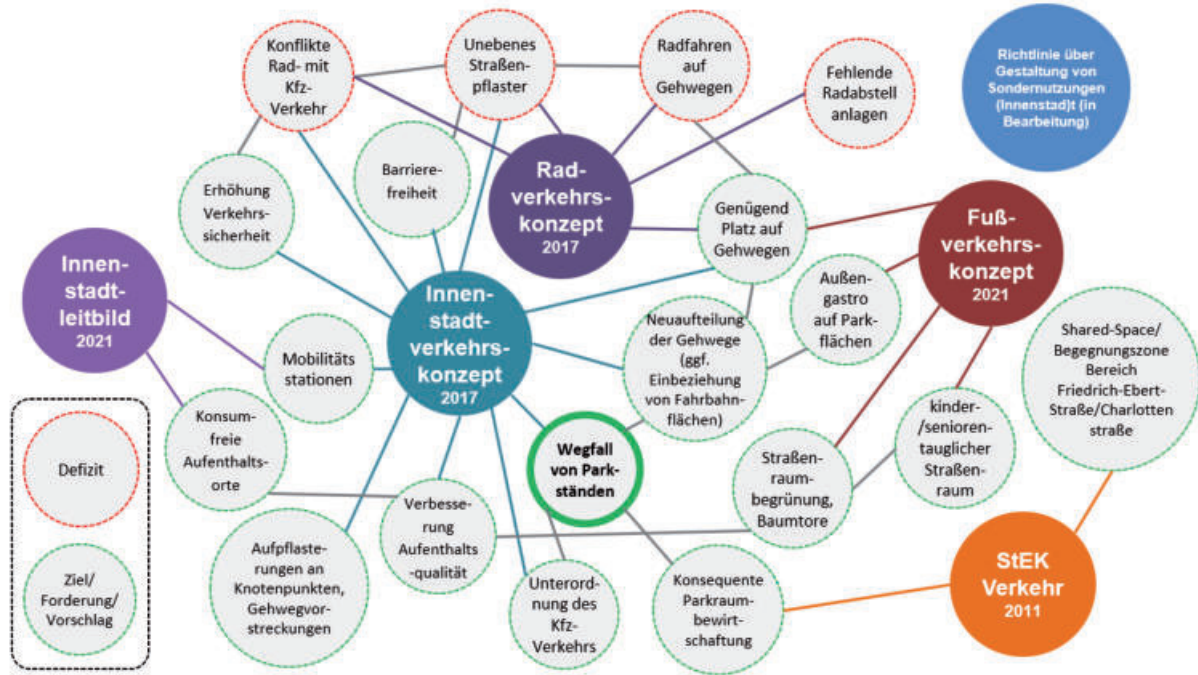 Konflikte
Rad- mit
Kfz-
Verkehr
Unebenes
Straßen-
pflaster
Radfahren
auf
Gehwegen
Fehlende
Radabstell
anlagen
Richtlinie über
Gestaltung von
Sondernutzungen
(Innenstad)t (in
Bearbeitung)
Erhöhung
Verkehrs-
sicherheit
Barriere-
freiheit
Rad-
verkehrs-
konzept
2017
Genügend
Platz auf
Gehwegen
Fuß-
verkehrs-
konzept
2021
Innen-
stadt-
leitbild
2021
Innen-
stadt-
verkehrs-
konzept
2017
Mobilitäts
stationen
Neuaufteilung
der Gehwege
(ggf.
Einbeziehung
von Fahrbahn-
flächen)
Außen-
gastro
auf Park-
flächen
Shared-Space/
Begegnungszone
Bereich
Friedrich-Ebert-
Straße/Charlotten
straße
Konsum-
freie
Aufenthalts-
orte
Wegfall
von Park-
ständen
Straßen-
raum-
begrünung,
Baumtore
kinder-
/senioren-
tauglicher
Straßen-
raum
Defizit
Ziel/
Forderung/
Vorschlag
Aufpflaste-
rungen an
Knotenpunkten,
Gehwegvor-
streckungen
Verbesse-
rung
Aufenthalts
-qualität
Unterord-
nung des
Kfz-
Verkehrs
Konsequente
Parkraum-
bewirt-
schaftung
StEK
Verkehr
2011